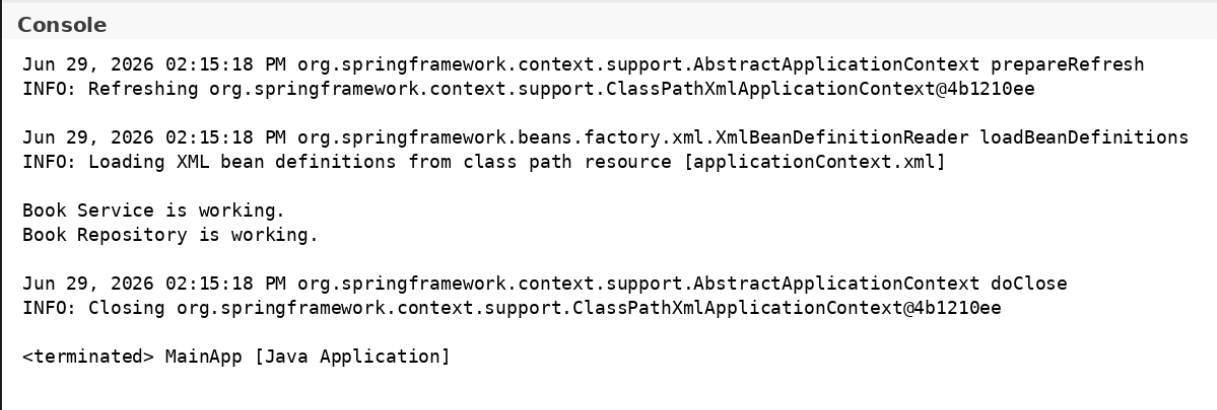 Console
Jun 29, 2026 02:15:18 PM org.springframework.context.support.AbstractApplicationContext prepareRefresh
INFO: Refreshing org.springframework.context.support.ClassPathXmlApplicationContext@4b1210ee
Jun 29, 2026 02:15:18 PM org.springframework.beans.factory.xml.XmlBeanDefinitionReader loadBeanDefinitions
INFO: Loading XML bean definitions from class path resource [applicationContext.xml]
Book Service is working.
Book Repository is working.
Jun 29, 2026 02:15:18 PM org.springframework.context.support.AbstractApplicationContext doClose
INFO: Closing org.springframework.context.support.ClassPathXmlApplicationContext@4b1210ee
<terminated> MainApp [Java Application]